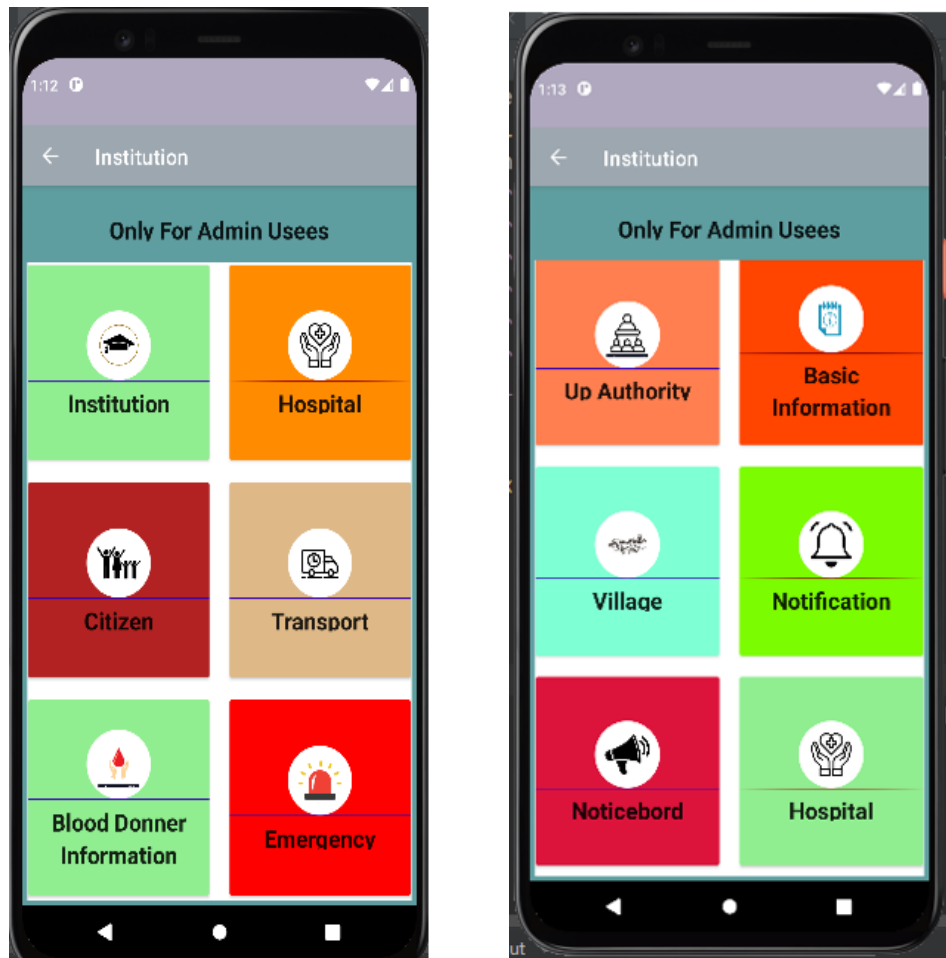 1:12
Institution
Only For Admin Usees
Institution
Hospital
Citizen
Transport
Blood Donner
Information
Emergency
1:13
Institution
Only For Admin Usees
Up Authority
Basic
Information
Village
Notification
Noticebord
Hospital
ut